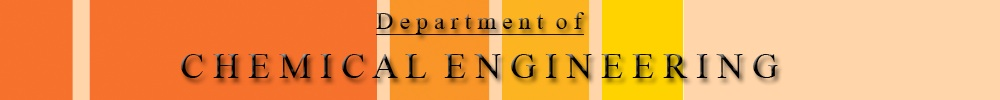 Department of
CHEMICAL ENGINEERING